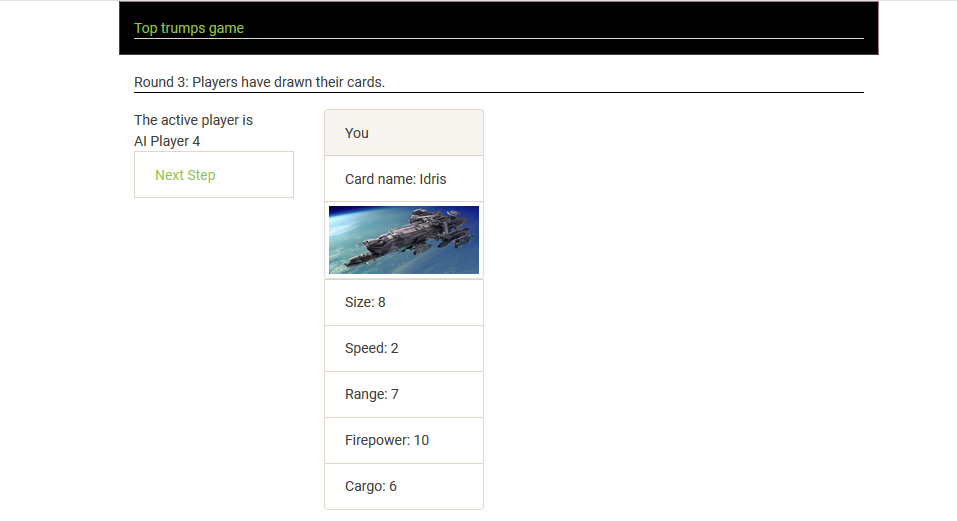 Top trumps game
Round 3: Players have drawn their cards.
The active player is
AI Player 4
Next Step
You
Card name: Idris
Size: 8
Speed: 2
Range: 7
Firepower: 10
Cargo: 6